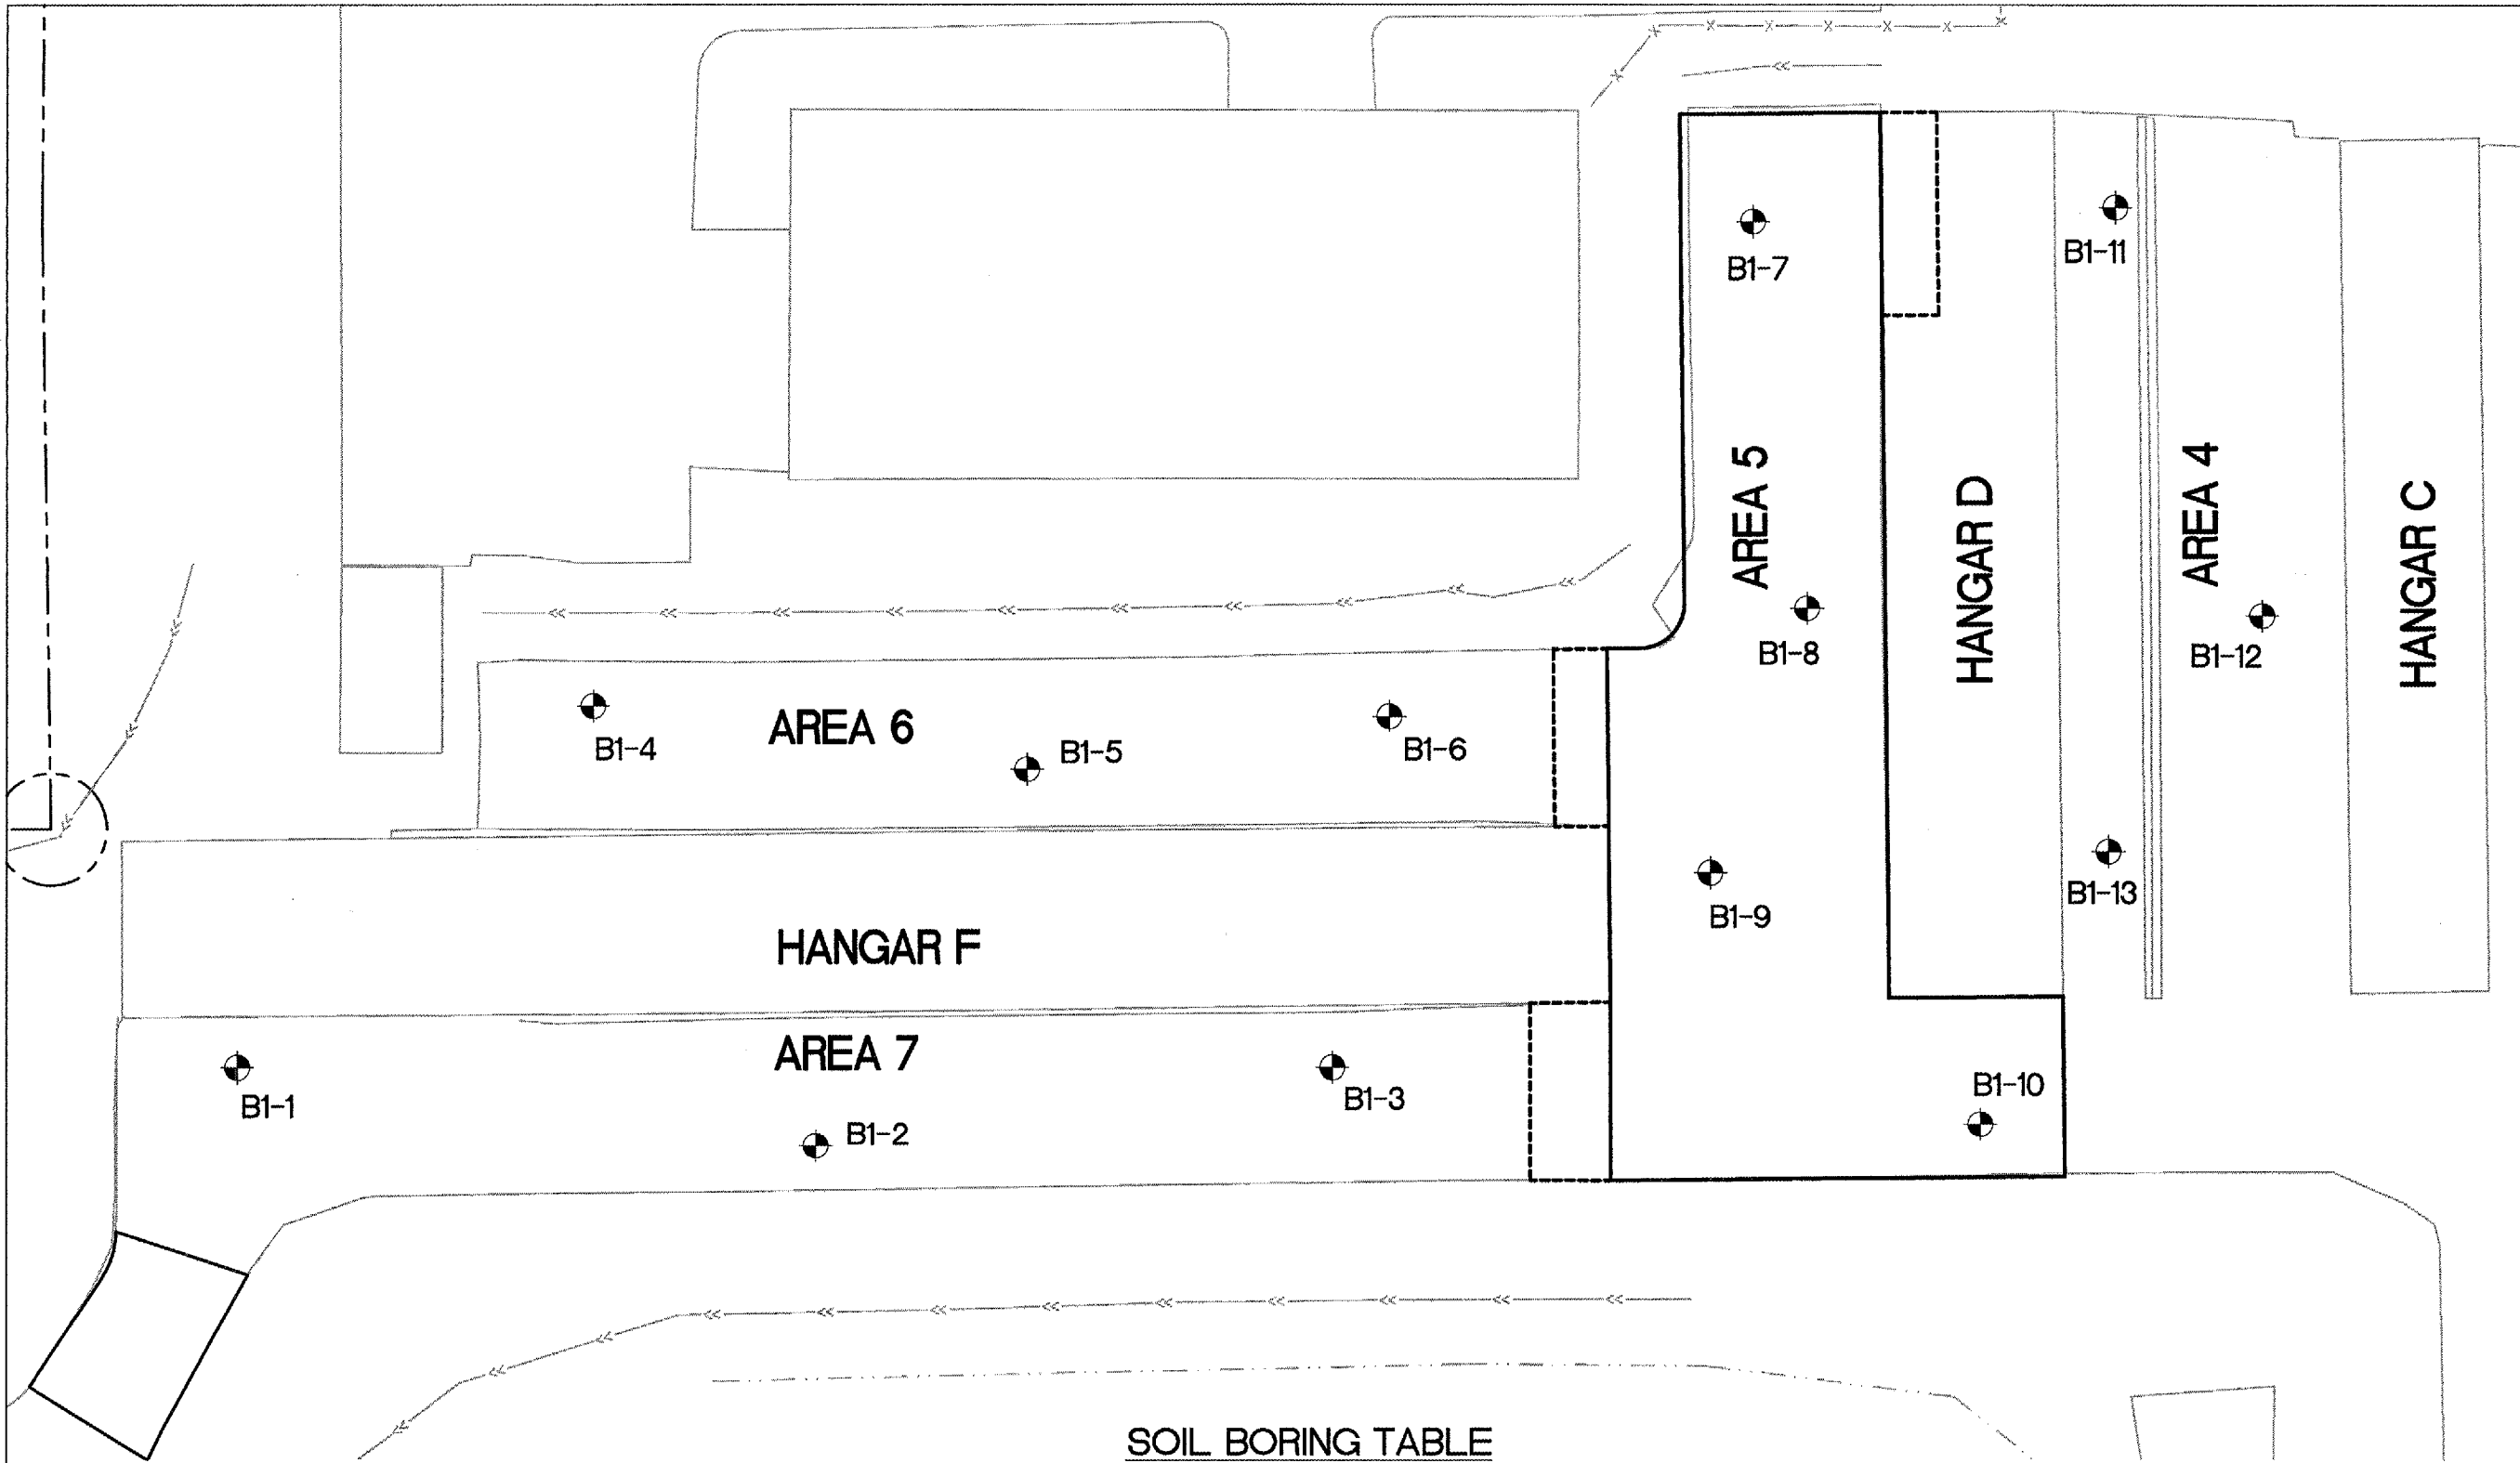 B1-7
B1-11
AREA 5
HANGAR D
AREA 4
HANGAR C
B1-8
B1-12
B1-4
AREA 6
B1-5
B1-6
B1-9
B1-13
HANGAR F
AREA 7
B1-1
B1-2
B1-3
B1-10
SOIL BORING TABLE